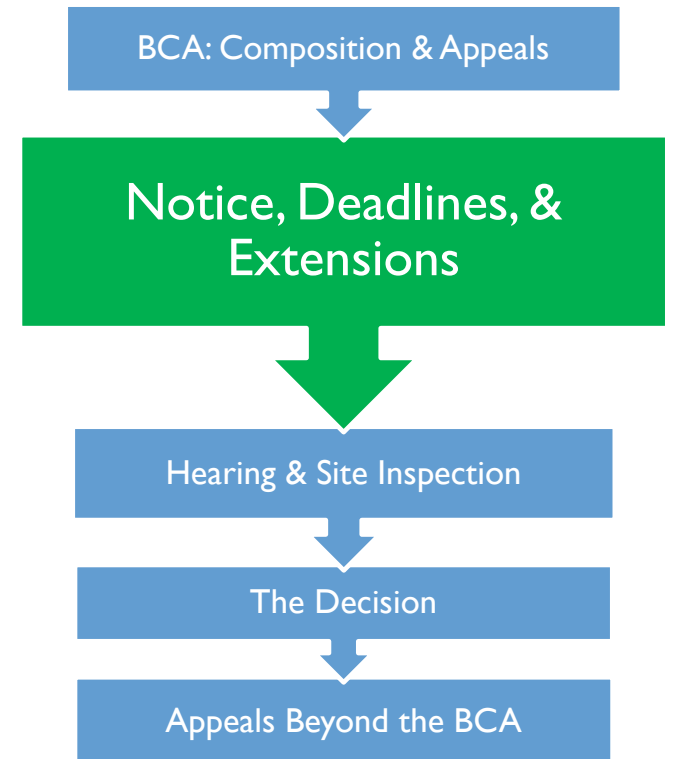 BCA: Composition & Appeals
Notice, Deadlines, &
Extensions
Hearing & Site Inspection
The Decision
Appeals Beyond the BCA